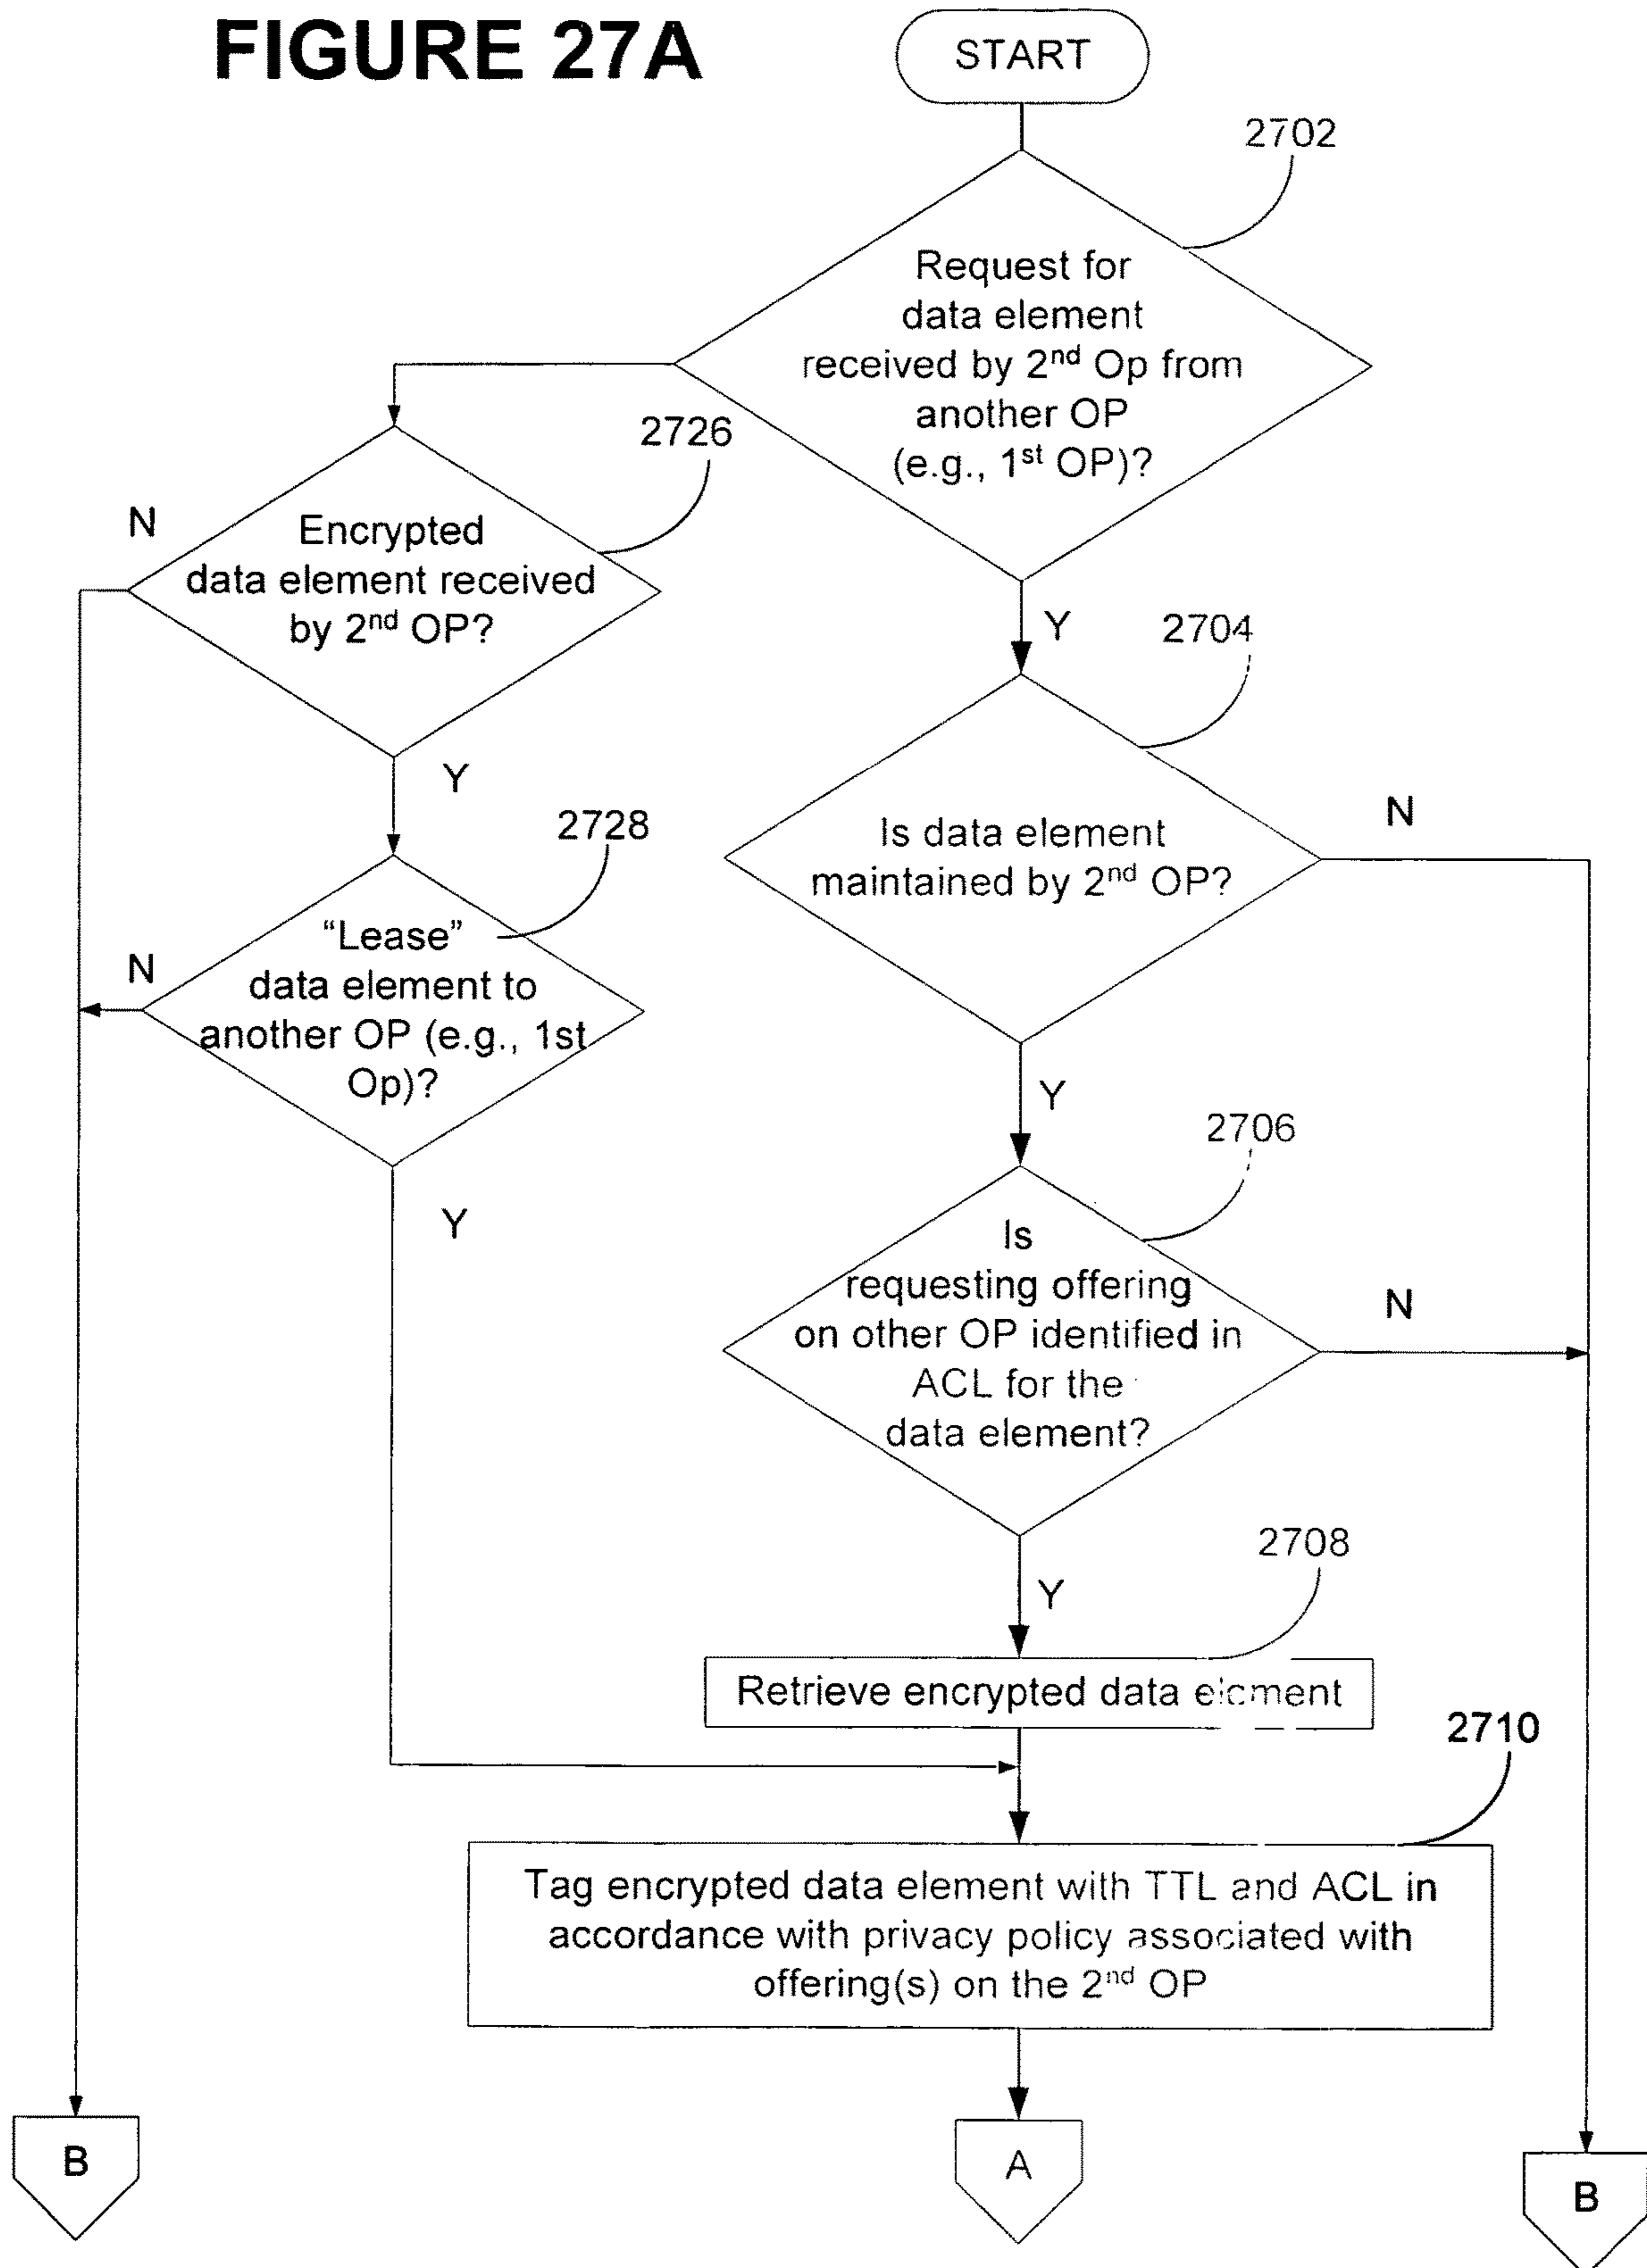 FIGURE 27A
START
2702
Request for
data element
received by 2nd Op from
another OP
(e.g., 1st OP)?
2726
N
Encrypted
data element received
by 2nd OP?
Y
2704
Y
Is data element
maintained by 2nd OP?
N
2728
"Lease"
data element to
another OP (e.g., 1st
Op)?
N
Y
Y
2706
Is
requesting offering
on other OP identified in
ACL for the
data element?
N
Y
2708
Retrieve encrypted data element
2710
Tag encrypted data element with TTL and ACL in
accordance with privacy policy associated with
offering(s) on the 2nd OP
B
A
B